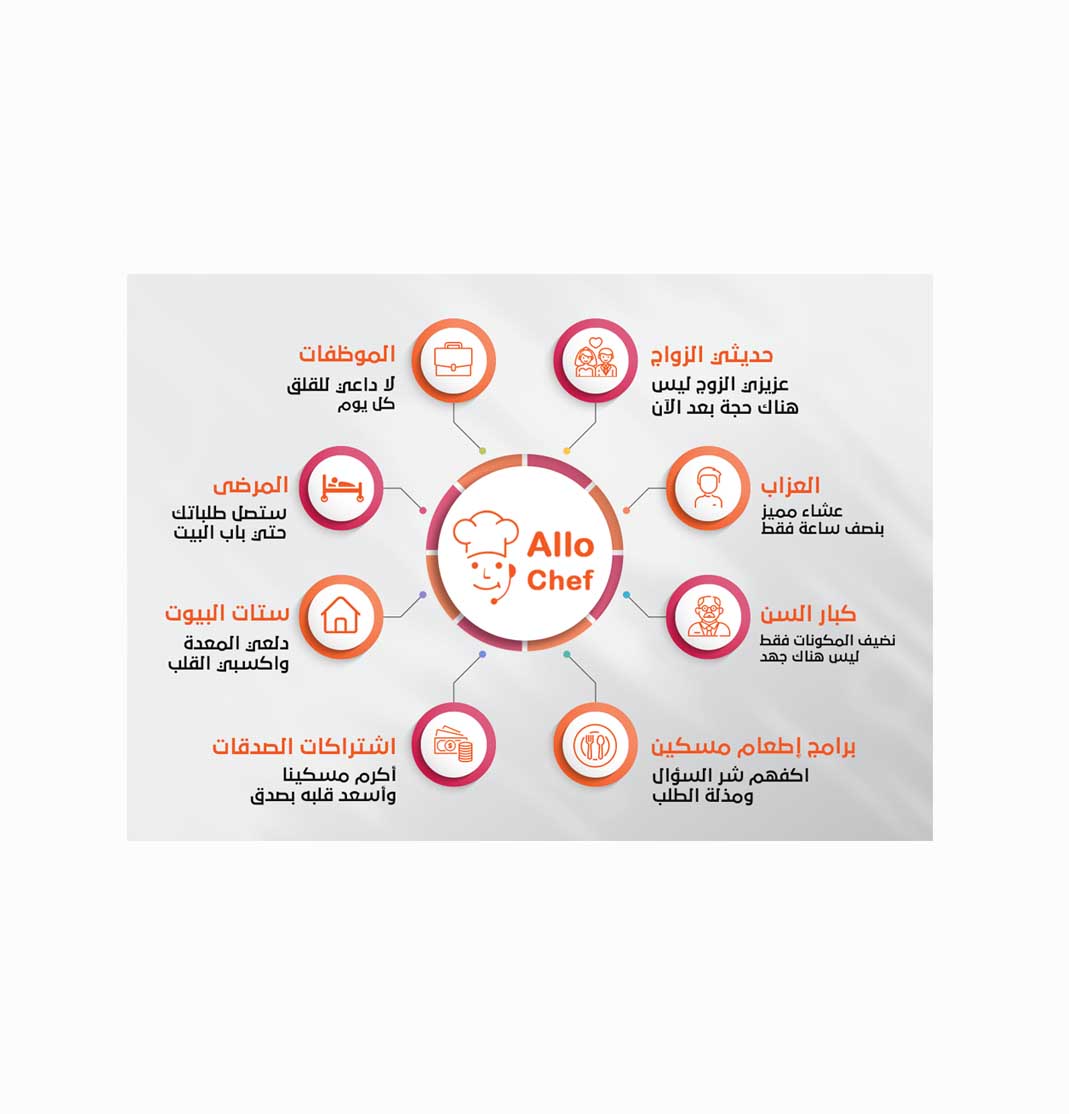 حديثي الزواج
عزيزي الزوج ليس
هناك حجة بعد الآن
الموظفات
لا داعي للقلق
كل يوم
العزاب
عشاء مميز
بنصف ساعة فقط
المرضى
ستصل طلباتك
حتي باب البيت
Allo
Chef
كبار السن
نضيف المكونات فقط
ليس هناك جهد
ستات البيوت
دلعي المعدة
واكسبي القلب
برامج إطعام مسكين
اكفهم شر السؤال
ومذلة الطلب
اشتراكات الصدقات
أكرم مسكينا
وأسعد قلبه بصدق